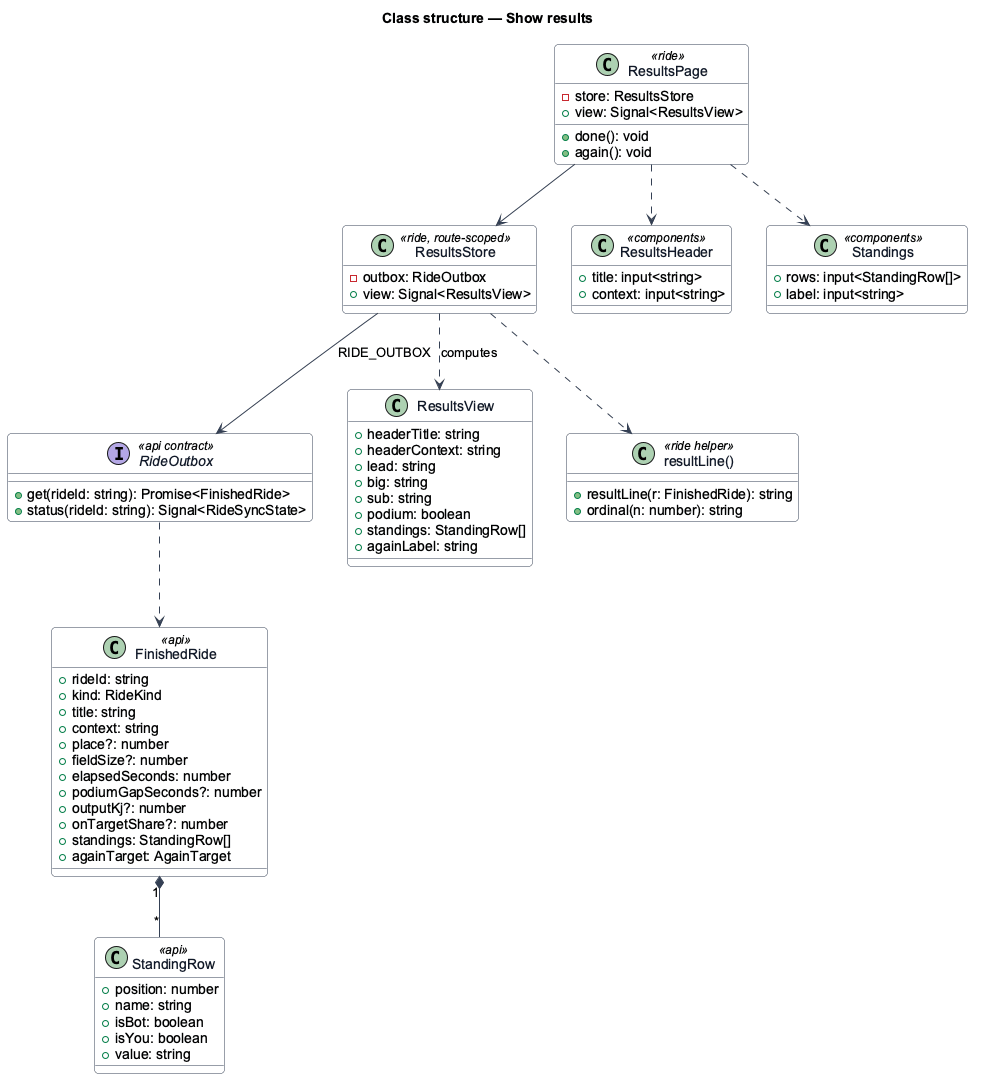 Class structure — Show results
C
«ride»
ResultsPage
store: ResultsStore
view: Signal<ResultsView>
done(): void
again(): void
C
«ride, route-scoped»
ResultsStore
outbox: RideOutbox
view: Signal<ResultsView>
C
«components»
ResultsHeader
title: input<string>
context: input<string>
C
«components»
Standings
rows: input<StandingRow[]>
label: input<string>
RIDE_OUTBOX
computes
I
«api contract»
RideOutbox
get(rideId: string): Promise<FinishedRide>
status(rideId: string): Signal<RideSyncState>
C
ResultsView
headerTitle: string
headerContext: string
lead: string
big: string
sub: string
podium: boolean
standings: StandingRow[]
againLabel: string
C
«ride helper»
resultLine()
resultLine(r: FinishedRide): string
ordinal(n: number): string
C
«api»
FinishedRide
rideId: string
kind: RideKind
title: string
context: string
place?: number
fieldSize?: number
elapsedSeconds: number
podiumGapSeconds?: number
outputKj?: number
onTargetShare?: number
standings: StandingRow[]
againTarget: AgainTarget
1
*
C
«api»
StandingRow
position: number
name: string
isBot: boolean
isYou: boolean
value: string